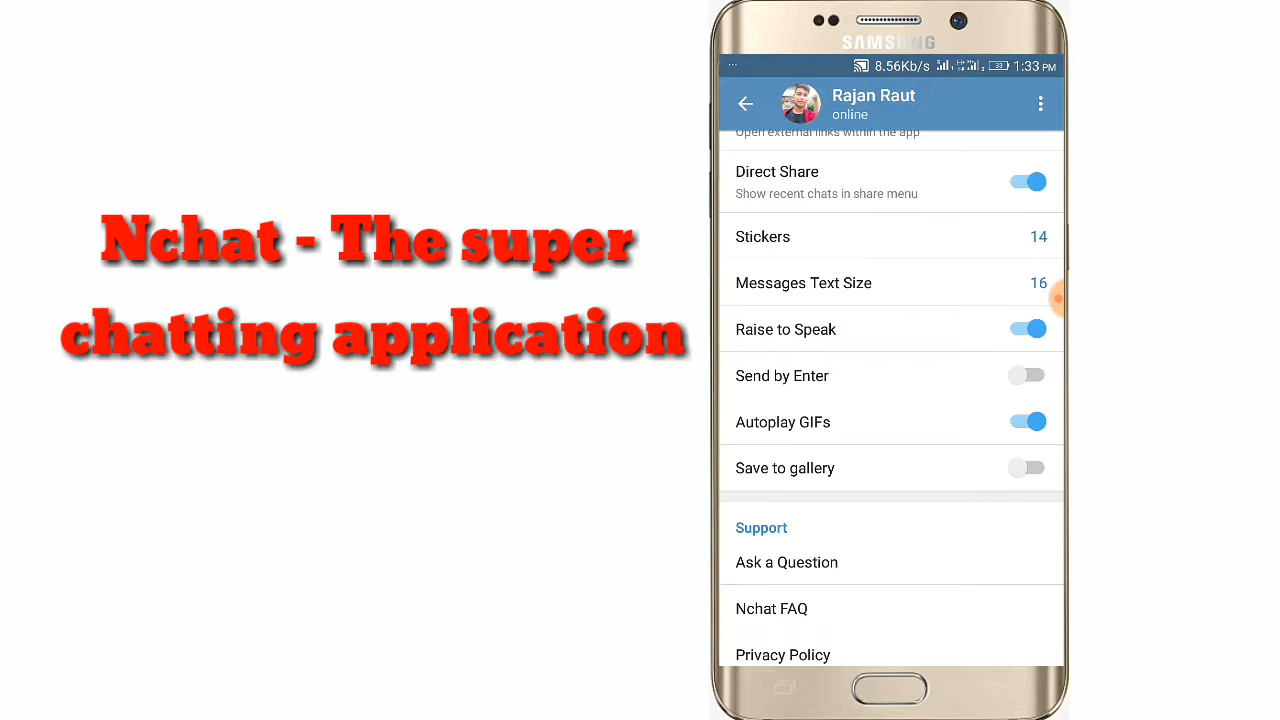 Nchat - The super
chatting application
SAMSUNG
... 8.56Kb/s 33 1:33 PM
Rajan Raut
online
Open external links within the app
Direct Share
Show recent chats in share menu
Stickers 14
Messages Text Size 16
Raise to Speak
Send by Enter
Autoplay GIFs
Save to gallery
Support
Ask a Question
Nchat FAQ
Privacy Policy